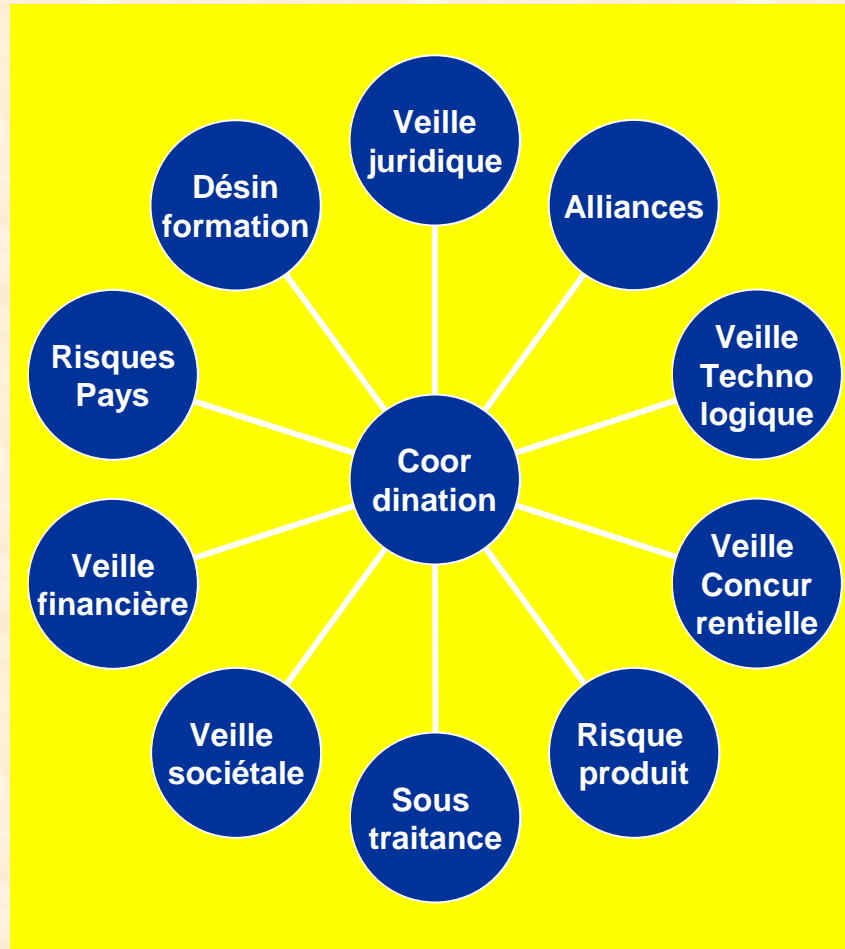 Veille
juridique
Alliances
Veille
Techno
logique
Veille
Concur
rentielle
Risque
produit
Sous
traitance
Veille
sociétale
Veille
financière
Risques
Pays
Désin
formation
Coor
dination